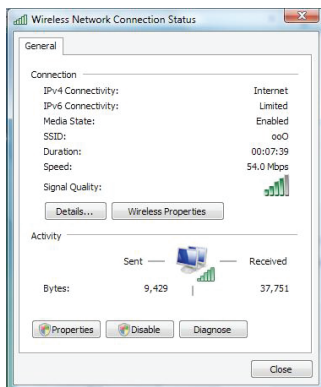 Wireless Network Connection Status
General
Connection
IPv4 Connectivity: Internet
IPv6 Connectivity: Limited
Media State: Enabled
SSID: ooO
Duration: 00:07:39
Speed: 54.0 Mbps
Signal Quality:
Details... Wireless Properties
Activity
Sent — — Received
Bytes: 9,429 | 37,751
Properties Disable Diagnose
Close